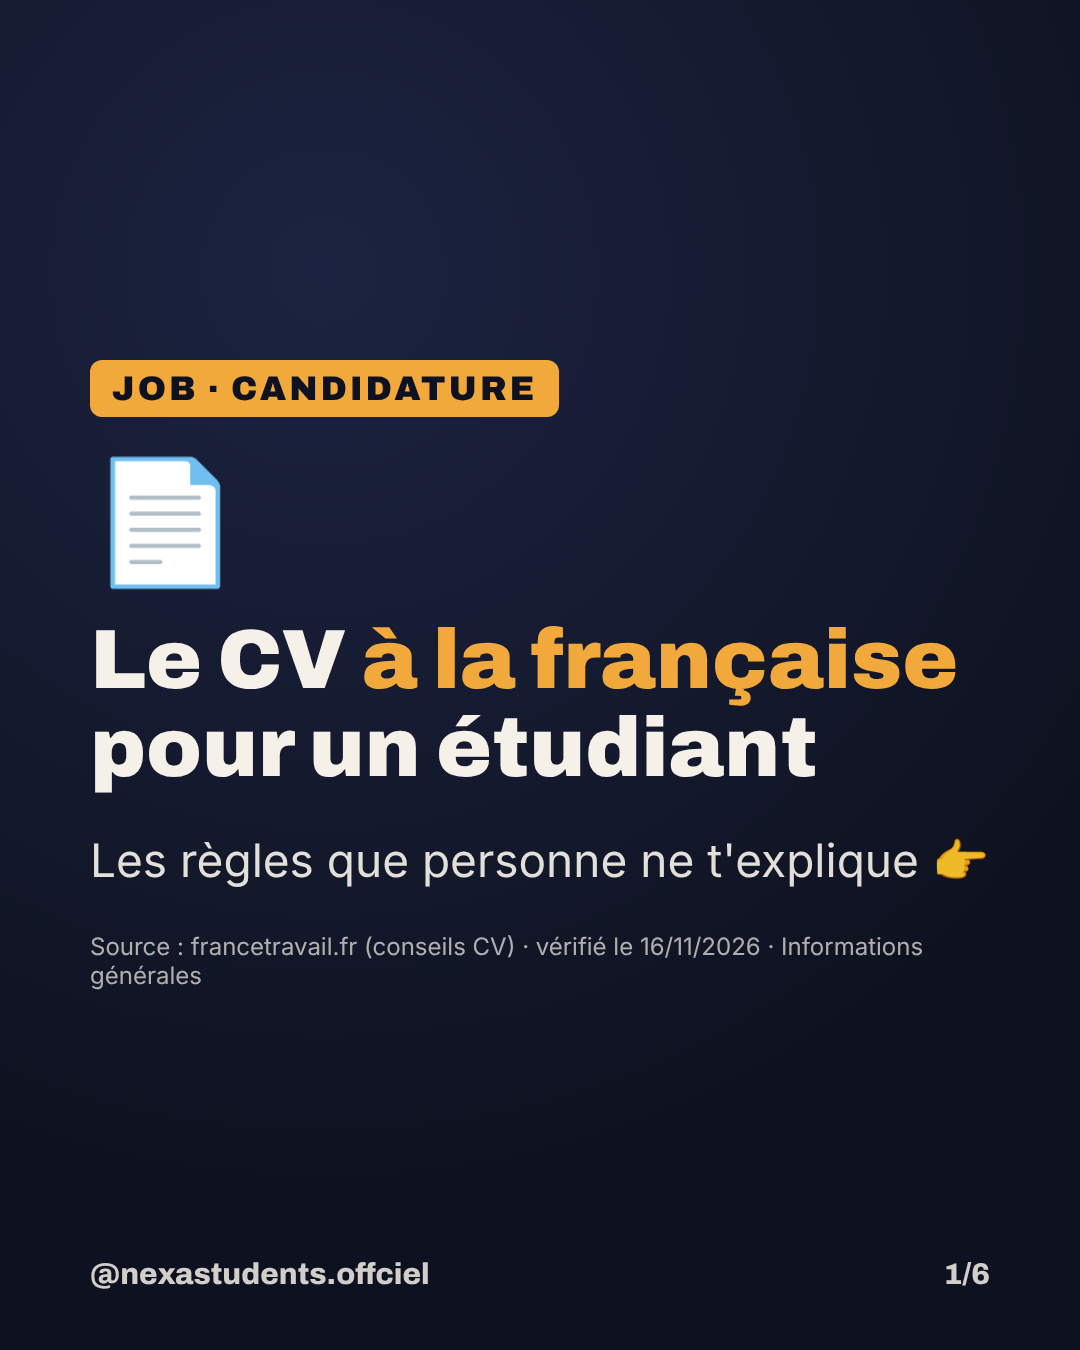 JOB · CANDIDATURE
Le CV à la française
pour un étudiant
Les règles que personne ne t'explique 👉
Source : francetravail.fr (conseils CV) · vérifié le 16/11/2026 · Informations
générales
@nexastudents.offciel
1/6